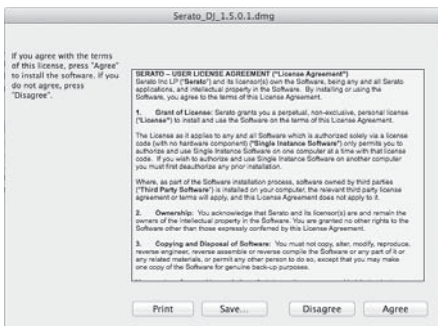 Serato_DJ_1.5.0.1.dmg
If you agree with the terms
of this license, press "Agree"
to install the software. If you
do not agree, press
"Disagree".
SERATO – USER LICENSE AGREEMENT ("License Agreement")
Serato Inc LP ("Serato") and its licensor(s) own the Software, being any and all Serato
applications, and intellectual property in the Software. By installing or using the
Software, you agree to the terms of this License Agreement.
1. Grant of License: Serato grants you a perpetual, non-exclusive, personal license
("License") to install and use the Software on the terms of this License Agreement.
The License as it applies to any and all Software which is authorized solely via a license
code (with no hardware component) ("Single Instance Software") only permits you to
authorize and use Single Instance Software on one computer at a time with that license
code. If you wish to authorize and use Single Instance Software on another computer
you must first deauthorize any prior installation.
Where, as part of the Software installation process, software owned by third parties
("Third Party Software") is installed on your computer, the relevant third party license
agreement or terms will apply, and this License Agreement does not apply to it.
2. Ownership: You acknowledge that Serato and its licensor(s) are and remain the
owners of the intellectual property in the Software. You are granted no other rights to the
Software other than those expressly conferred by this License Agreement.
3. Copying and Disposal of Software: You must not copy, alter, modify, reproduce,
reverse engineer, reverse assemble or reverse compile the Software or any part of it or
any related materials, or permit any other person to do so, except that you may make
one copy of the Software for genuine back-up purposes.
Print Save... Disagree Agree